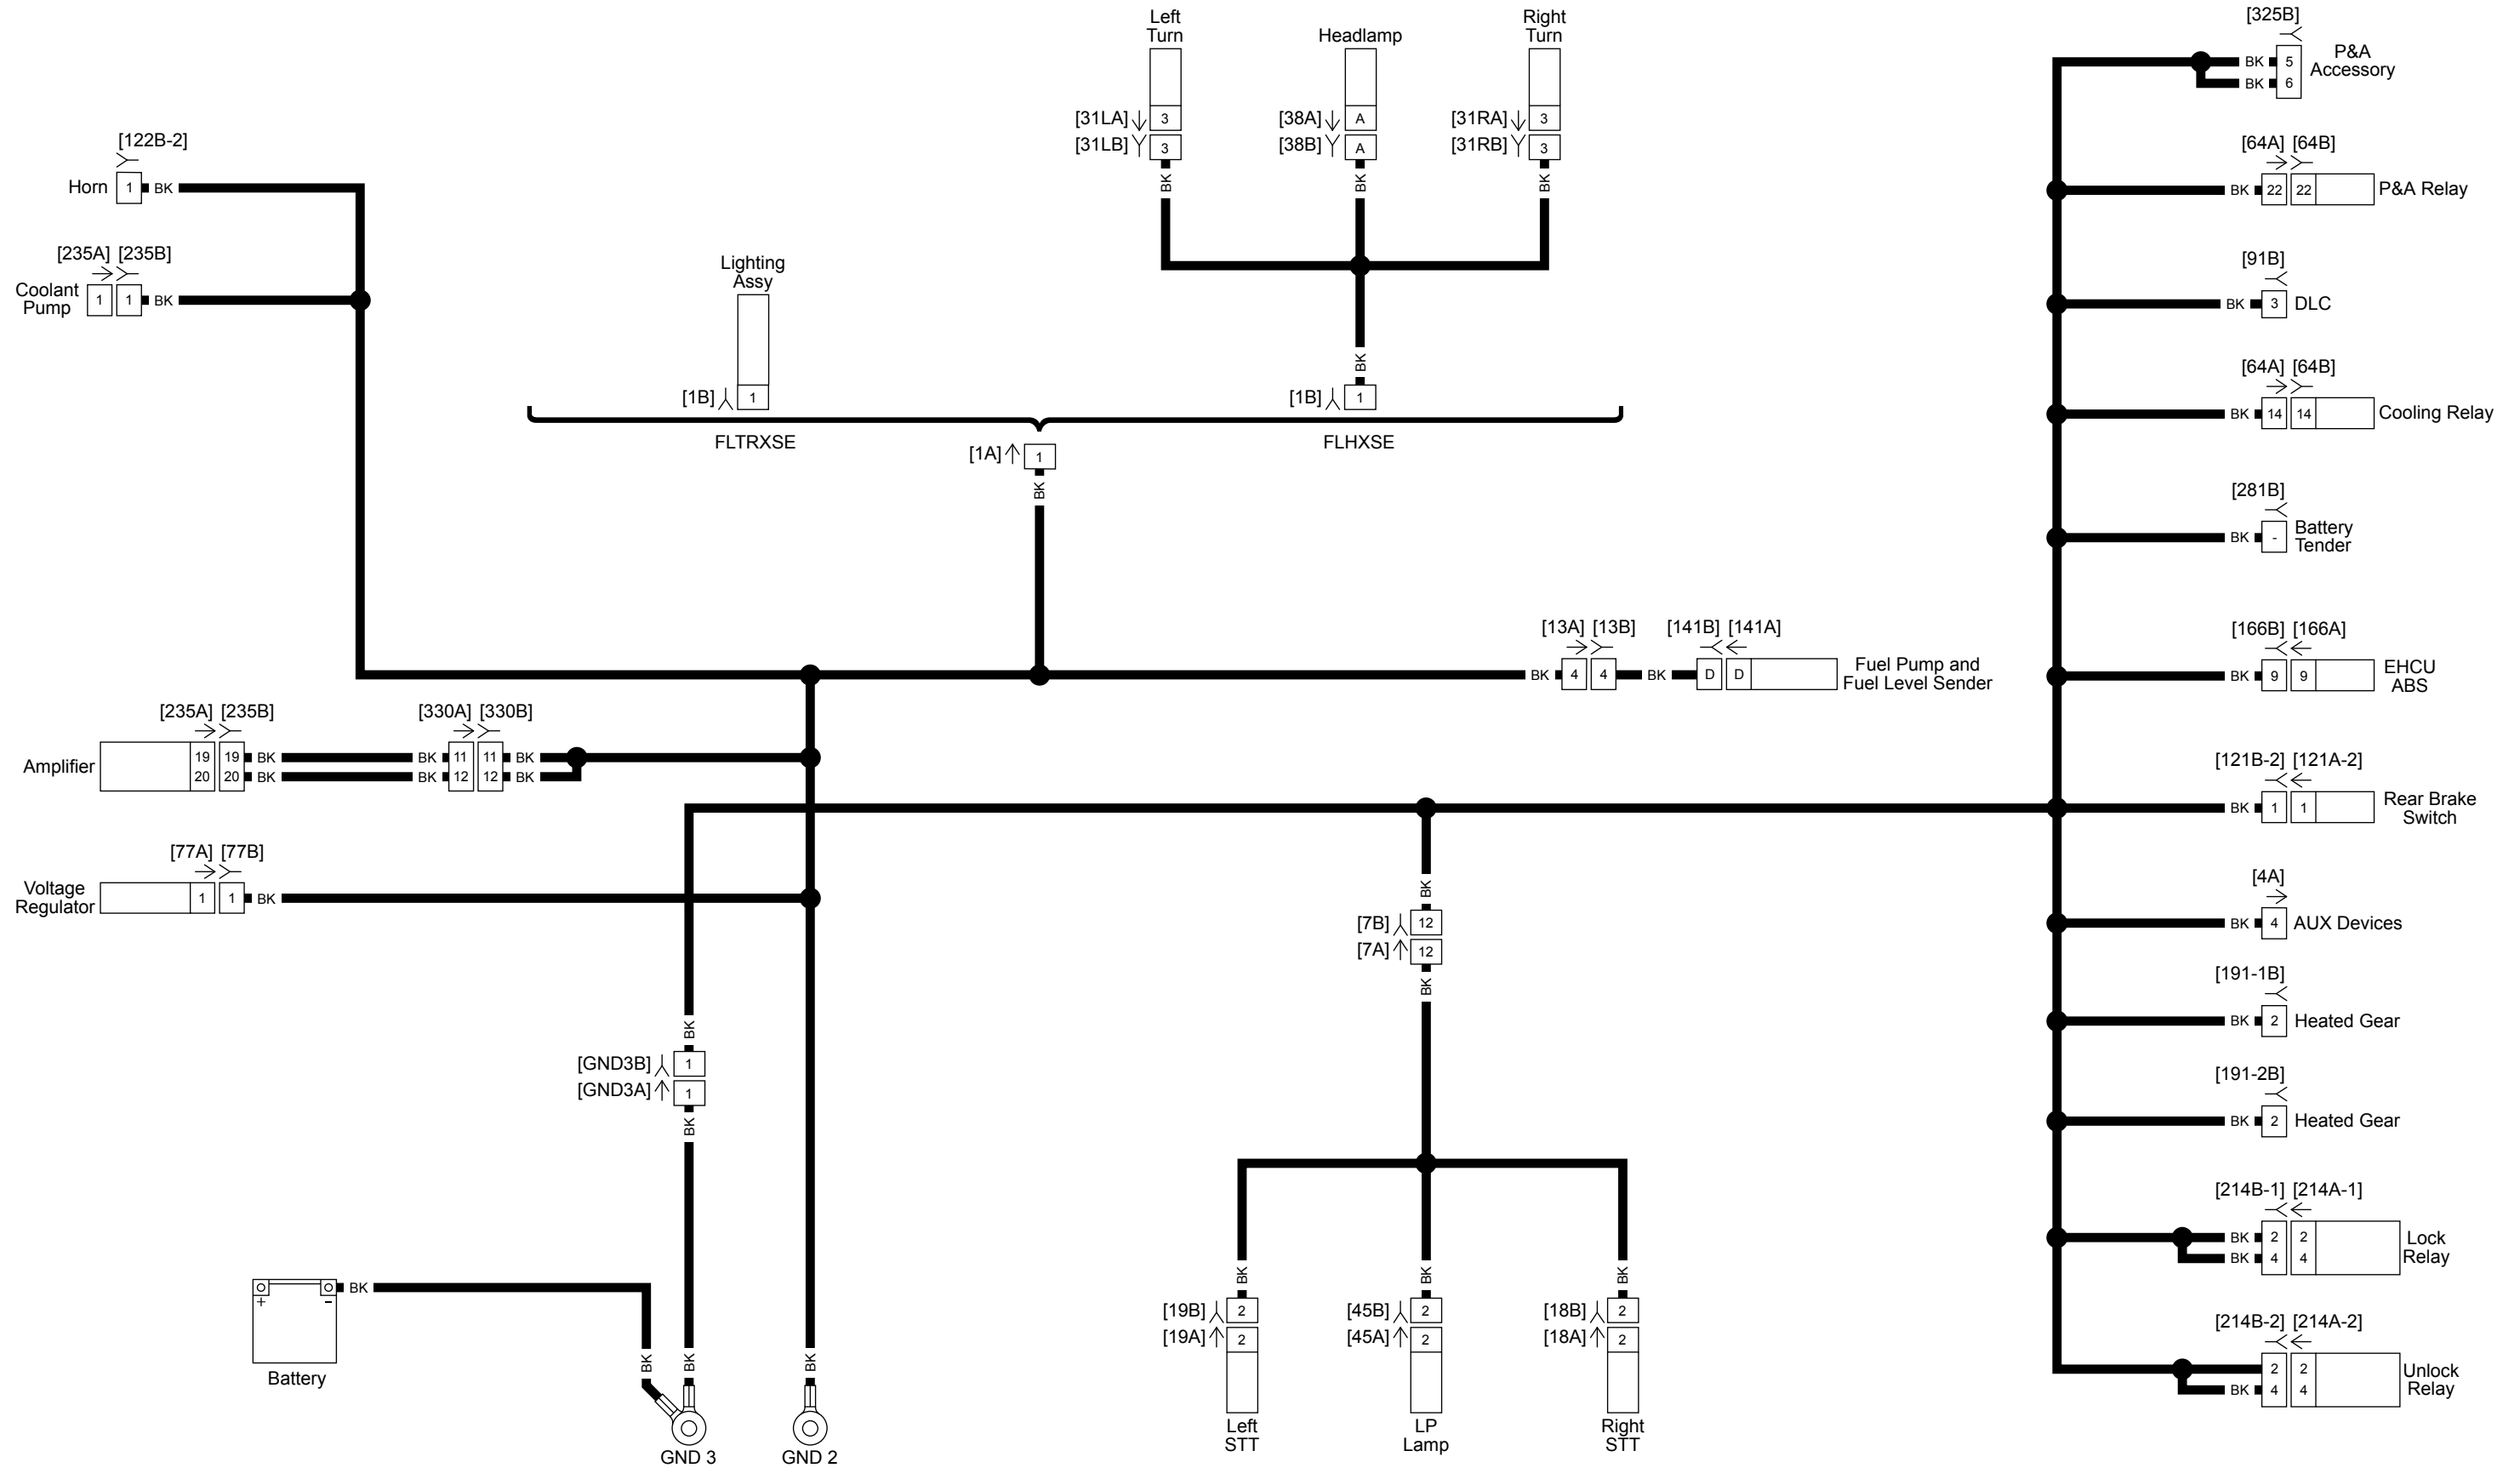 Left
Turn
Headlamp
Right
Turn
[31LA] 3
[31LB] 3
BK
[38A] A
[38B] A
BK
[31RA] 3
[31RB] 3
BK
[122B-2]
Horn 1 BK
[235A] [235B]
Coolant
Pump
1 1 BK
Lighting
Assy
[1B] 1
BK
[1B] 1
FLTRXSE
FLHXSE
[1A] 1
BK
[13A] [13B] [141B] [141A]
BK 4 4 BK D D
Fuel Pump and
Fuel Level Sender
[235A] [235B] [330A] [330B]
Amplifier
19 19 BK BK 11 11 BK
20 20 BK BK 12 12 BK
[77A] [77B]
Voltage
Regulator
1 1 BK
BK
[7B] 12
[7A] 12
BK
BK
[GND3B] 1
[GND3A] 1
BK
BK
+ -
Battery
BK
BK
BK
GND 3
GND 2
BK
[19B] 2
[19A] 2
Left
STT
BK
[45B] 2
[45A] 2
LP
Lamp
BK
[18B] 2
[18A] 2
Right
STT
[325B]
BK 5
BK 6
P&A
Accessory
[64A] [64B]
BK 22 22 P&A Relay
[91B]
BK 3 DLC
[64A] [64B]
BK 14 14 Cooling Relay
[281B]
BK -
Battery
Tender
[166B] [166A]
BK 9 9
EHCU
ABS
[121B-2] [121A-2]
BK 1 1
Rear Brake
Switch
[4A]
BK 4 AUX Devices
[191-1B]
BK 2 Heated Gear
[191-2B]
BK 2 Heated Gear
[214B-1] [214A-1]
BK 2 2
BK 4 4
Lock
Relay
[214B-2] [214A-2]
2 2
BK 4 4
Unlock
Relay